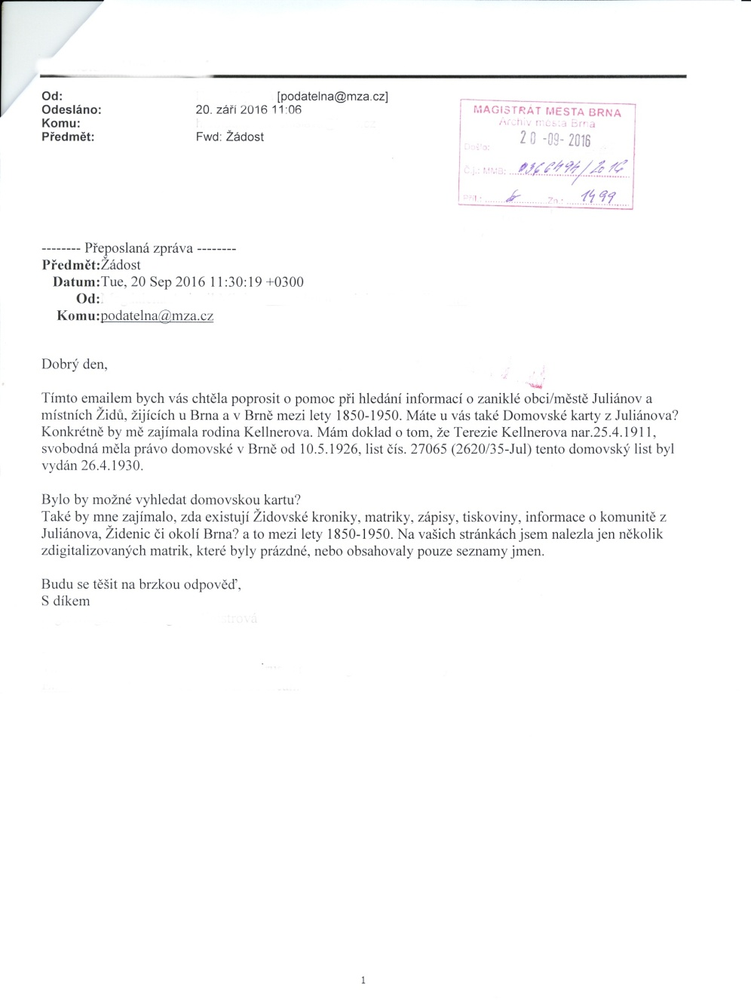 Od: [podatelna@mza.cz]
Odesláno: 20. září 2016 11:06
Komu:
Předmět: Fwd: Žádost
MAGISTRÁT MĚSTA BRNA
Archiv města Brna
Došlo: 20 -09- 2016
Č.j.: MMB: 0366494/2016
Příl.: Zn.: 1499
-------- Přeposlaná zpráva --------
Předmět:Žádost
Datum:Tue, 20 Sep 2016 11:30:19 +0300
Od:
Komu:podatelna@mza.cz
Dobrý den,
Tímto emailem bych vás chtěla poprosit o pomoc při hledání informací o zaniklé obci/městě Juliánov a
místních Židů, žijících u Brna a v Brně mezi lety 1850-1950. Máte u vás také Domovské karty z Juliánova?
Konkrétně by mě zajímala rodina Kellnerova. Mám doklad o tom, že Terezie Kellnerova nar.25.4.1911,
svobodná měla právo domovské v Brně od 10.5.1926, list čís. 27065 (2620/35-Jul) tento domovský list byl
vydán 26.4.1930.
Bylo by možné vyhledat domovskou kartu?
Také by mne zajímalo, zda existují Židovské kroniky, matriky, zápisy, tiskoviny, informace o komunitě z
Juliánova, Židenic či okolí Brna? a to mezi lety 1850-1950. Na vašich stránkách jsem nalezla jen několik
zdigitalizovaných matrik, které byly prázdné, nebo obsahovaly pouze seznamy jmen.
Budu se těšit na brzkou odpověď,
S díkem
strová
1